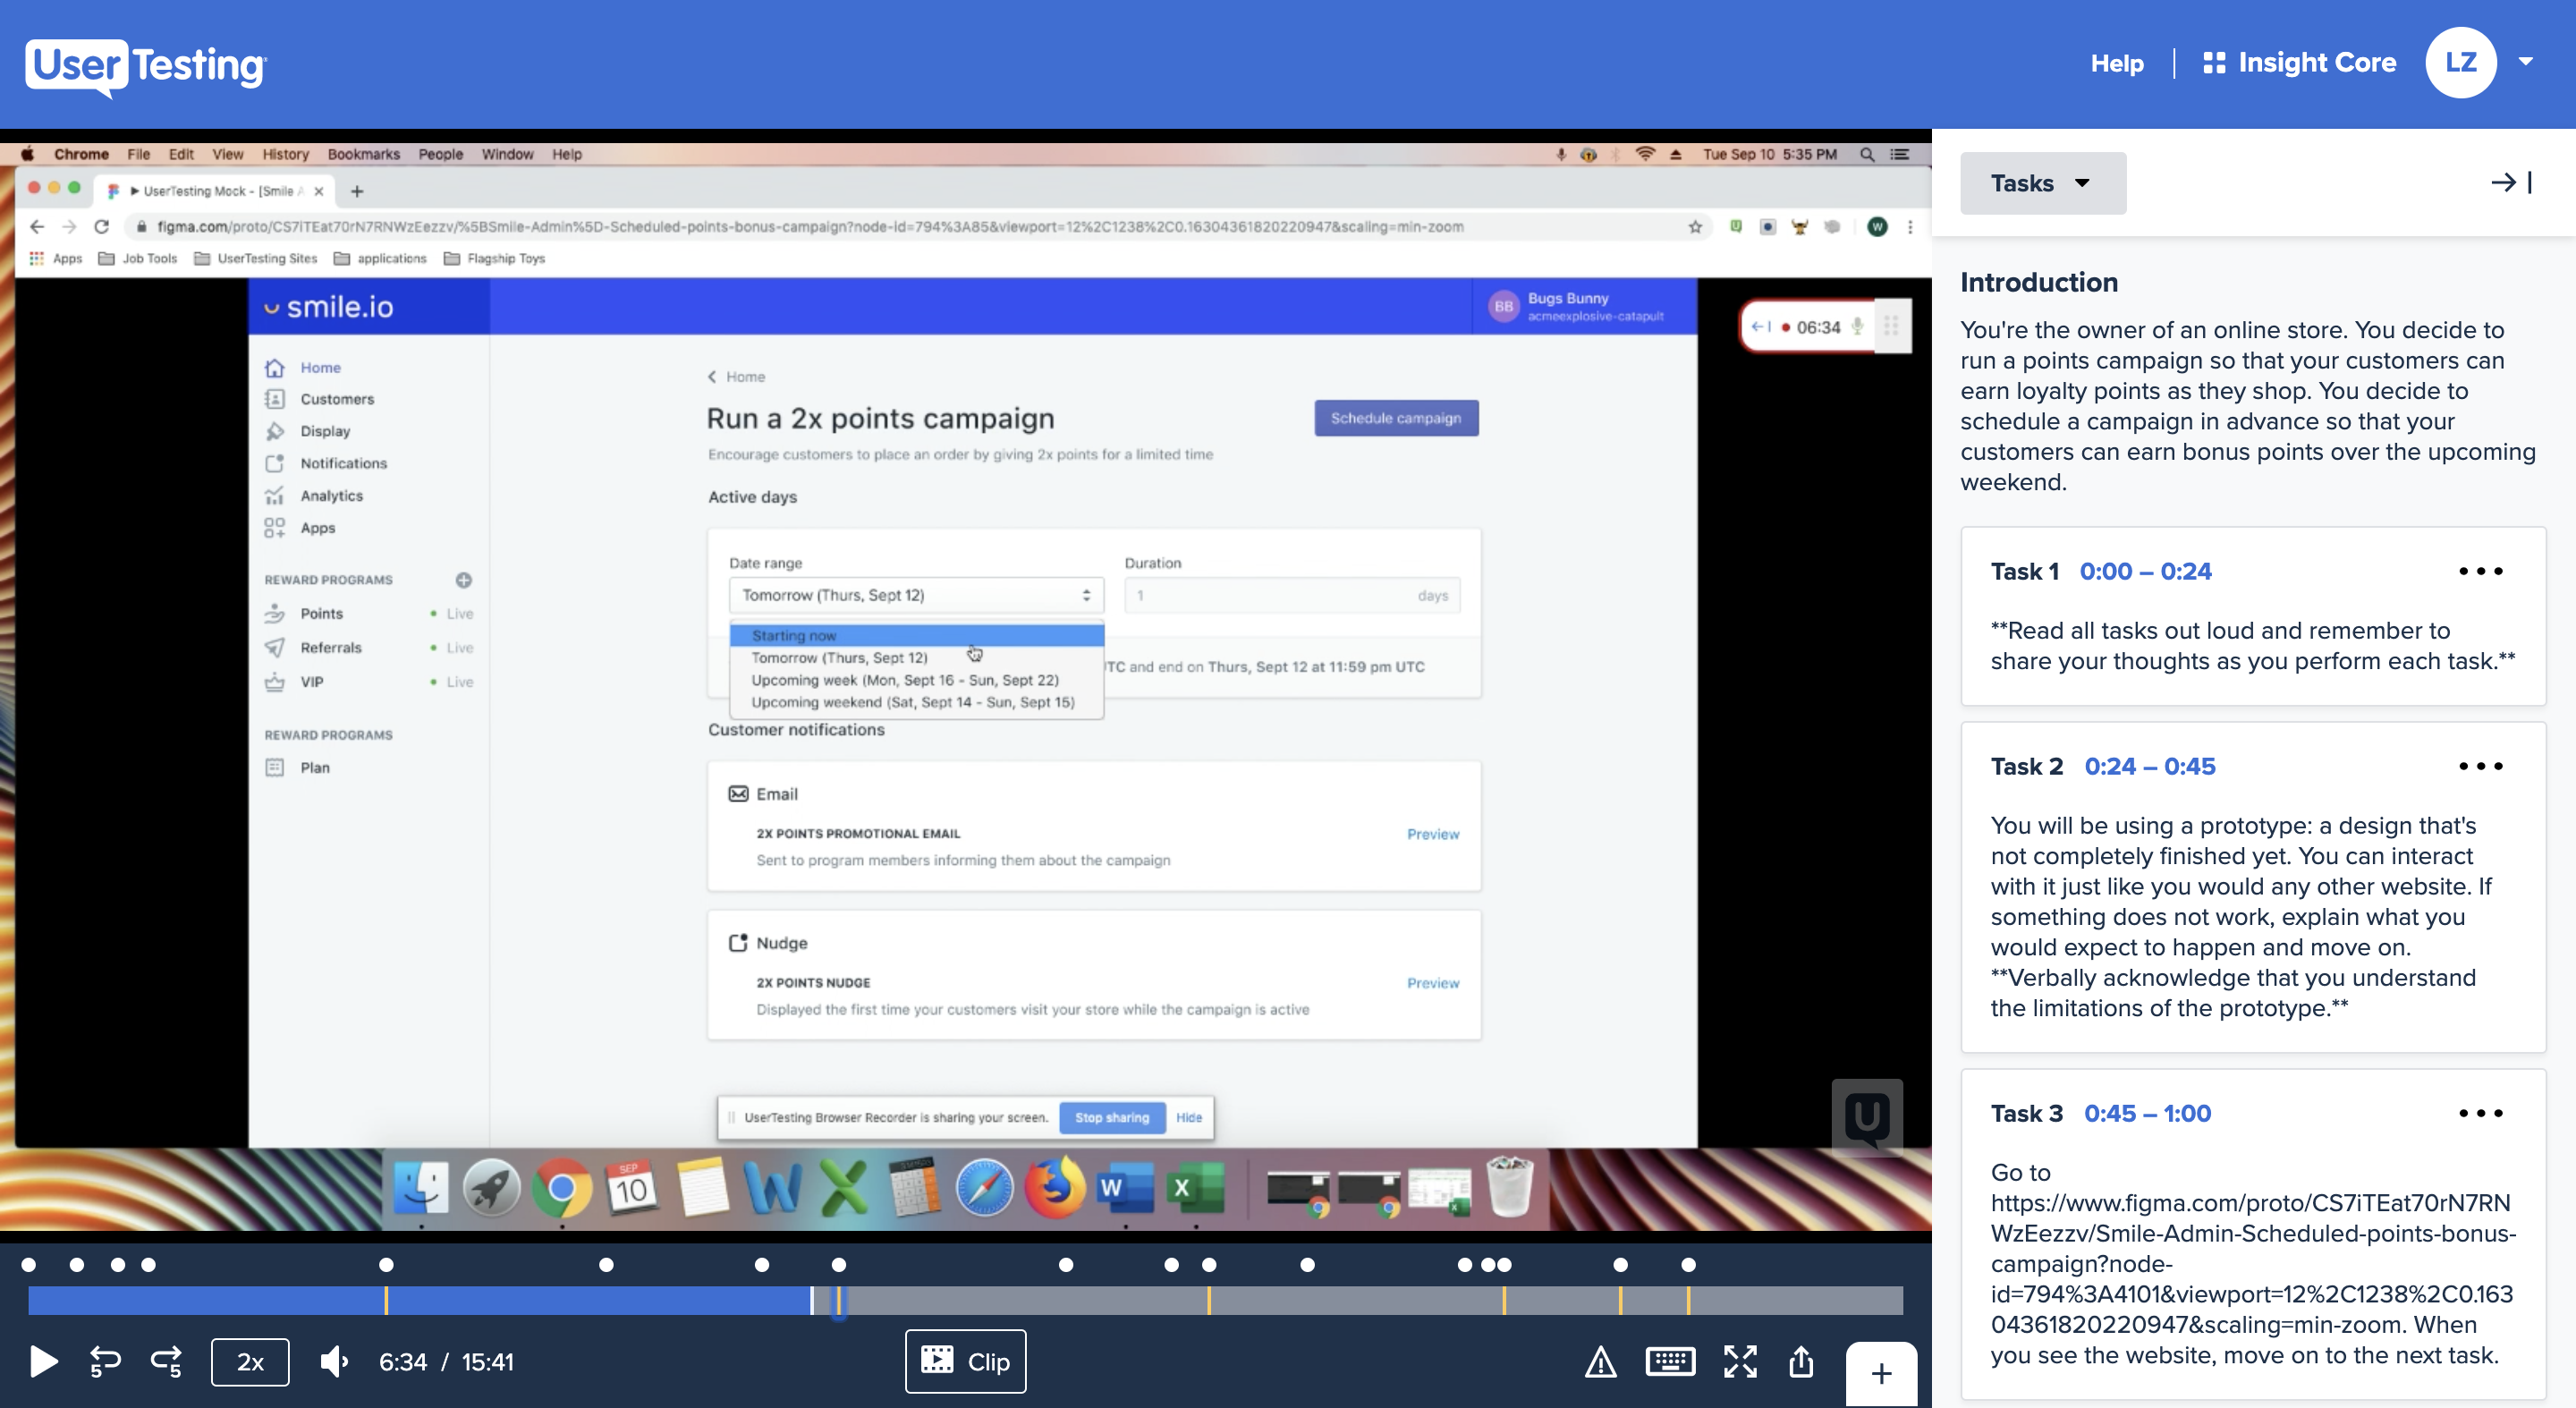 User Testing
Help
Insight Core
LZ
Chrome File Edit View History Bookmarks People Window Help
Tue Sep 10 5:35 PM
UserTesting Mock - [Smile A
figma.com/proto/CS7iTEat70rN7RNWzEezzv/%5BSmile-Admin%5D-Scheduled-points-bonus-campaign?node-id=794%3A85&viewport=12%2C1238%2C0.16304361820220947&scaling=min-zoom
W
Apps Job Tools UserTesting Sites applications Flagship Toys
smile.io
BB
Bugs Bunny
acmeexplosive-catapult
06:34
Home
Customers
Display
Notifications
Analytics
Apps
REWARD PROGRAMS
Points Live
Referrals Live
VIP Live
REWARD PROGRAMS
Plan
Home
Run a 2x points campaign
Schedule campaign
Encourage customers to place an order by giving 2x points for a limited time
Active days
Date range
Duration
Tomorrow (Thurs, Sept 12)
1 days
Starting now
Tomorrow (Thurs, Sept 12)
Upcoming week (Mon, Sept 16 - Sun, Sept 22)
Upcoming weekend (Sat, Sept 14 - Sun, Sept 15)
and end on Thurs, Sept 12 at 11:59 pm UTC
Customer notifications
Email
2X POINTS PROMOTIONAL EMAIL
Preview
Sent to program members informing them about the campaign
Nudge
2X POINTS NUDGE
Preview
Displayed the first time your customers visit your store while the campaign is active
UserTesting Browser Recorder is sharing your screen.
Stop sharing
Hide
U
SEP
10
W
X
5
5
2x
6:34 / 15:41
Clip
Tasks
Introduction
You're the owner of an online store. You decide to
run a points campaign so that your customers can
earn loyalty points as they shop. You decide to
schedule a campaign in advance so that your
customers can earn bonus points over the upcoming
weekend.
Task 1 0:00 – 0:24
**Read all tasks out loud and remember to
share your thoughts as you perform each task.**
Task 2 0:24 – 0:45
You will be using a prototype: a design that's
not completely finished yet. You can interact
with it just like you would any other website. If
something does not work, explain what you
would expect to happen and move on.
**Verbally acknowledge that you understand
the limitations of the prototype.**
Task 3 0:45 – 1:00
Go to
https://www.figma.com/proto/CS7iTEat70rN7RN
WzEezzv/Smile-Admin-Scheduled-points-bonus-
campaign?node-
id=794%3A4101&viewport=12%2C1238%2C0.163
04361820220947&scaling=min-zoom. When
you see the website, move on to the next task.